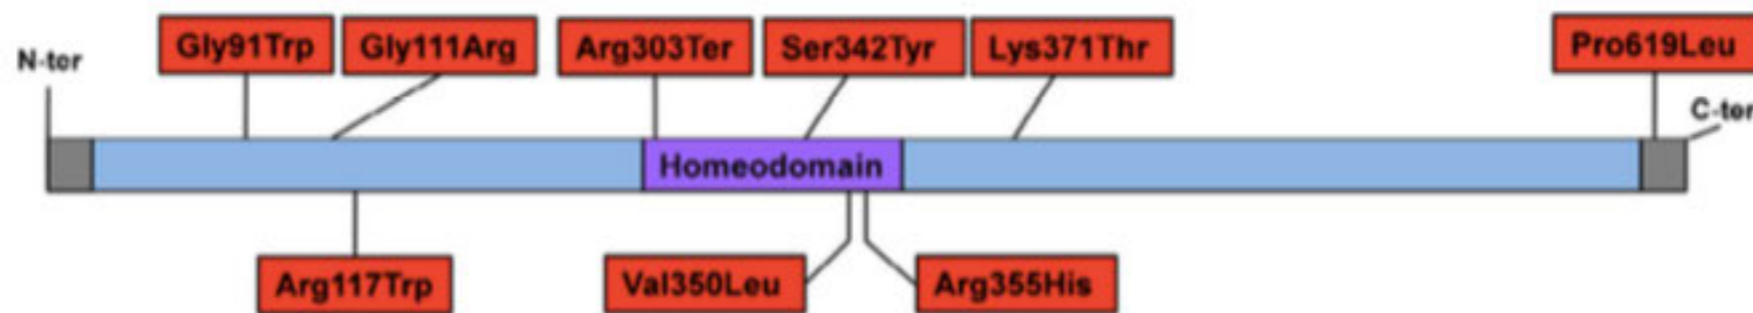 N-ter
Gly91Trp
Gly111Arg
Arg303Ter
Ser342Tyr
Lys371Thr
Pro619Leu
C-ter
Homeodomain
Arg117Trp
Val350Leu
Arg355His